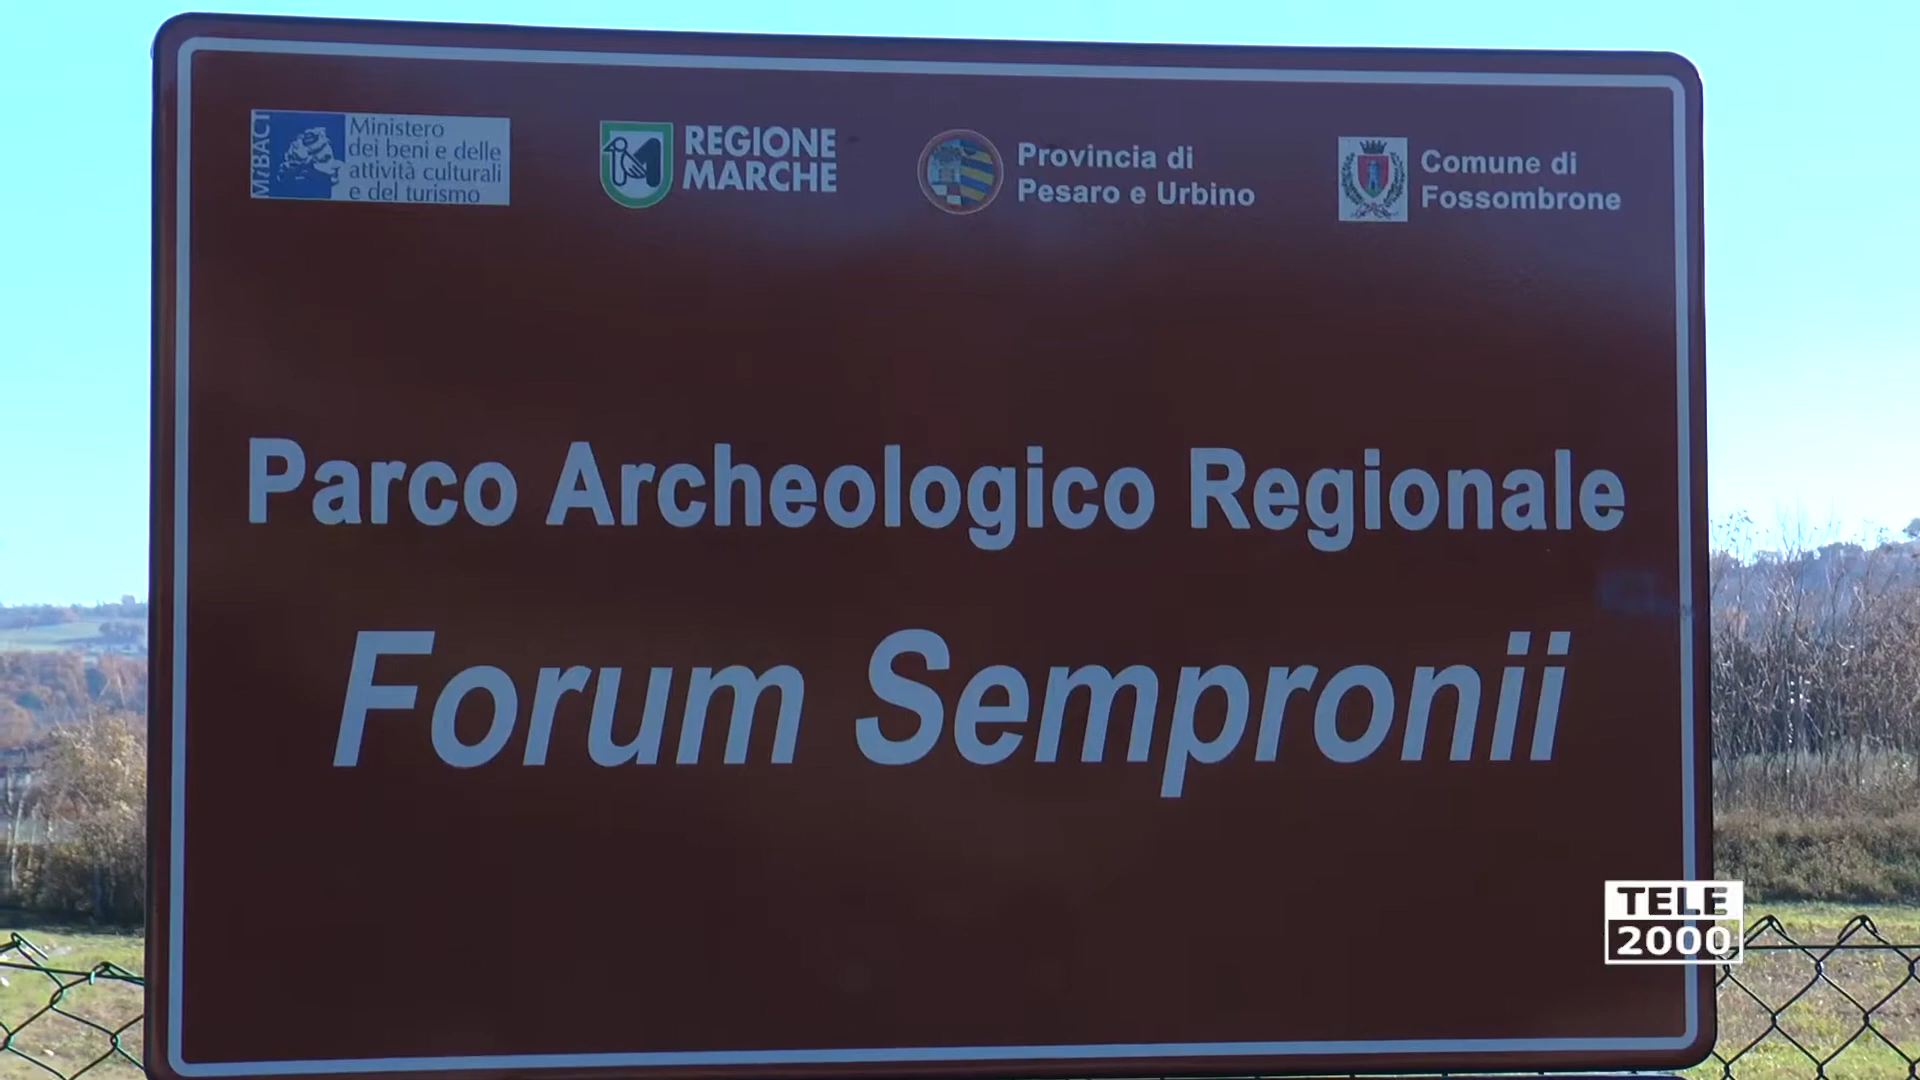 MiBACT
Ministero
dei beni e delle
attività culturali
e del turismo
REGIONE
MARCHE
Provincia di
Pesaro e Urbino
Comune di
Fossombrone
Parco Archeologico Regionale
Forum Sempronii
TELE
2000